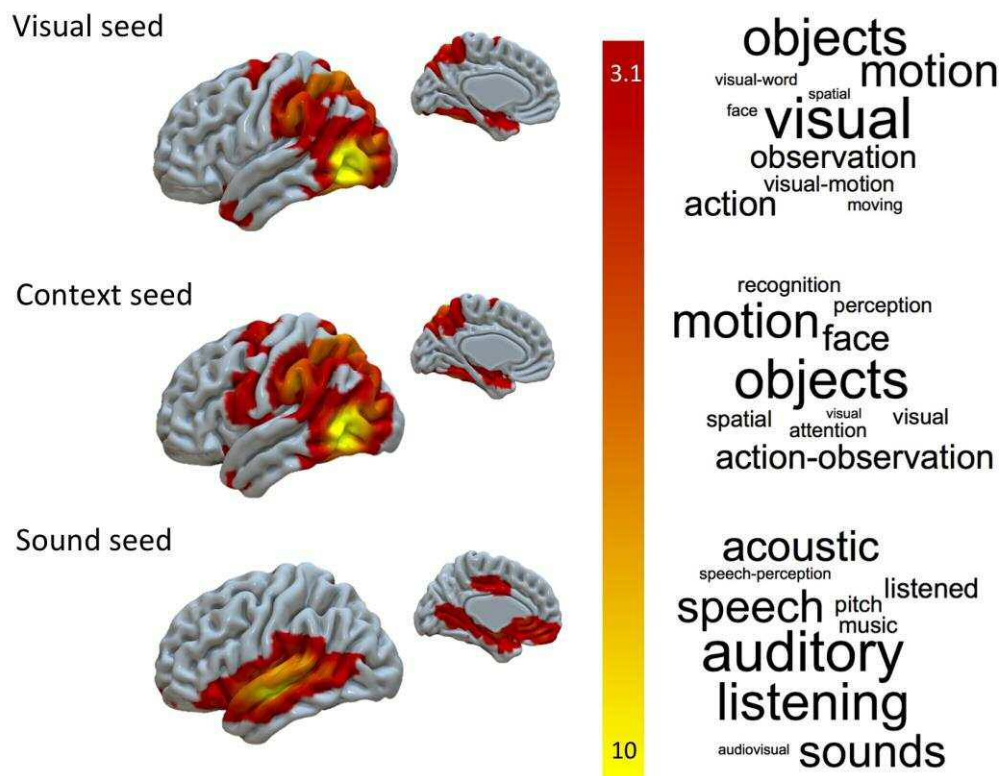 Visual seed
3.1
objects
motion
visual-word
spatial
face
visual
observation
visual-motion
action
moving
Context seed
recognition
perception
motion
face
objects
spatial
visual
visual
attention
action-observation
Sound seed
acoustic
speech-perception
listened
speech
pitch
music
auditory
listening
10
audiovisual
sounds